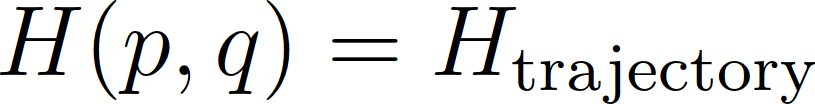 H(p, q) = H_trajectory